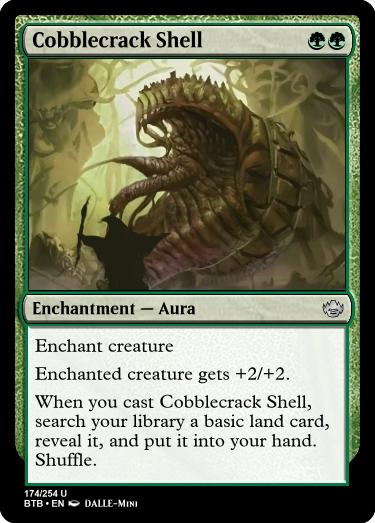 Cobblecrack Shell
Enchantment — Aura
Enchant creature
Enchanted creature gets +2/+2.
When you cast Cobblecrack Shell,
search your library a basic land card,
reveal it, and put it into your hand.
Shuffle.
174/254 U
BTB • EN DALLE-Mini